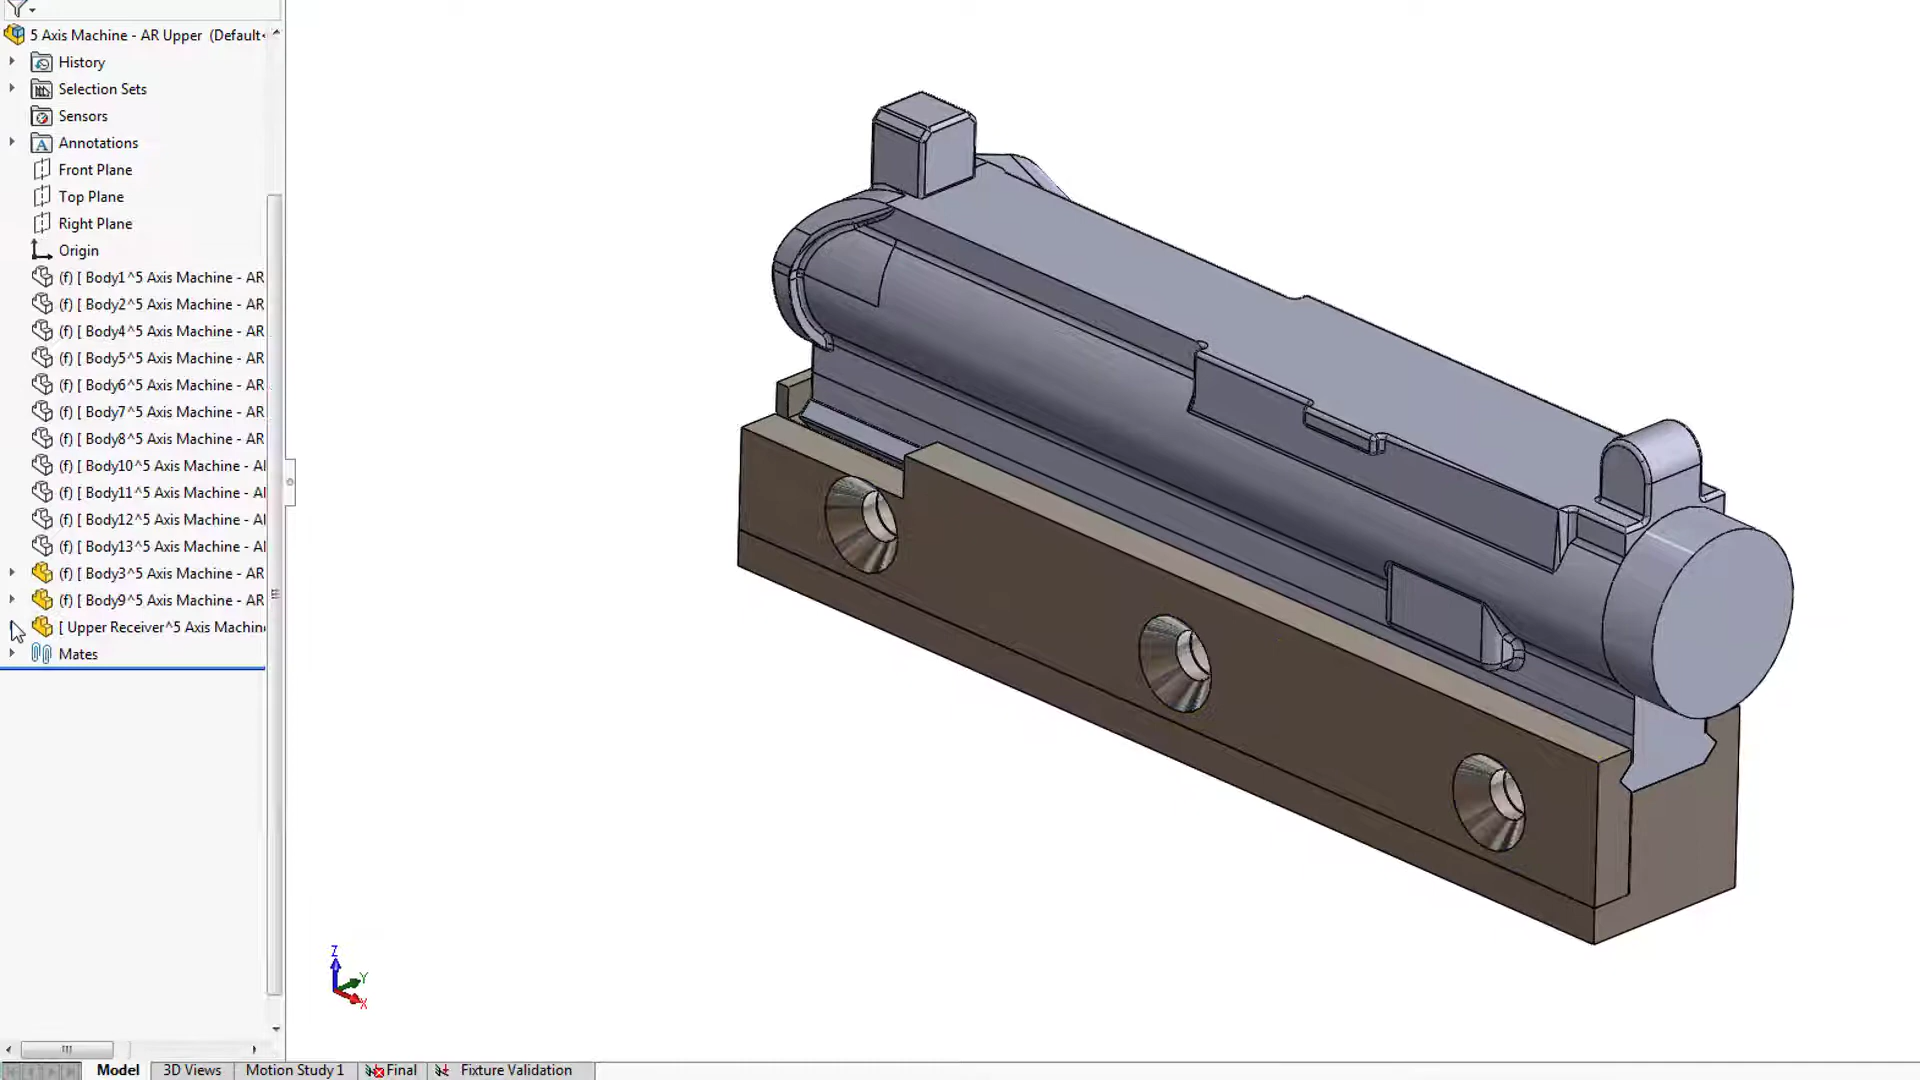 5 Axis Machine - AR Upper (Default<
History
Selection Sets
Sensors
Annotations
Front Plane
Top Plane
Right Plane
Origin
(f) [ Body1^5 Axis Machine - AR
(f) [ Body2^5 Axis Machine - AR
(f) [ Body4^5 Axis Machine - AR
(f) [ Body5^5 Axis Machine - AR
(f) [ Body6^5 Axis Machine - AR
(f) [ Body7^5 Axis Machine - AR
(f) [ Body8^5 Axis Machine - AR
(f) [ Body10^5 Axis Machine - A
(f) [ Body11^5 Axis Machine - A
(f) [ Body12^5 Axis Machine - A
(f) [ Body13^5 Axis Machine - A
(f) [ Body3^5 Axis Machine - AR
(f) [ Body9^5 Axis Machine - AR
[ Upper Receiver^5 Axis Machin
Mates
Z
Y
X
Model 3D Views Motion Study 1 Final Fixture Validation